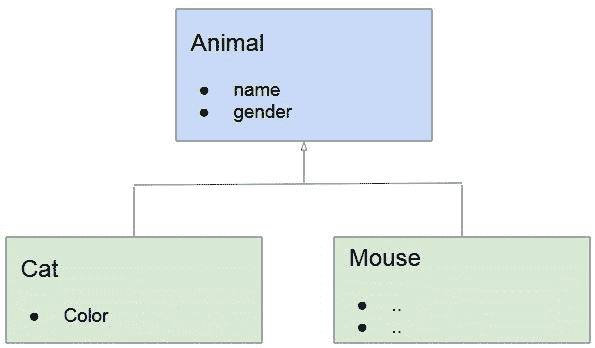 Animal
● name
● gender
Cat
● Color
Mouse
● ..
● ..